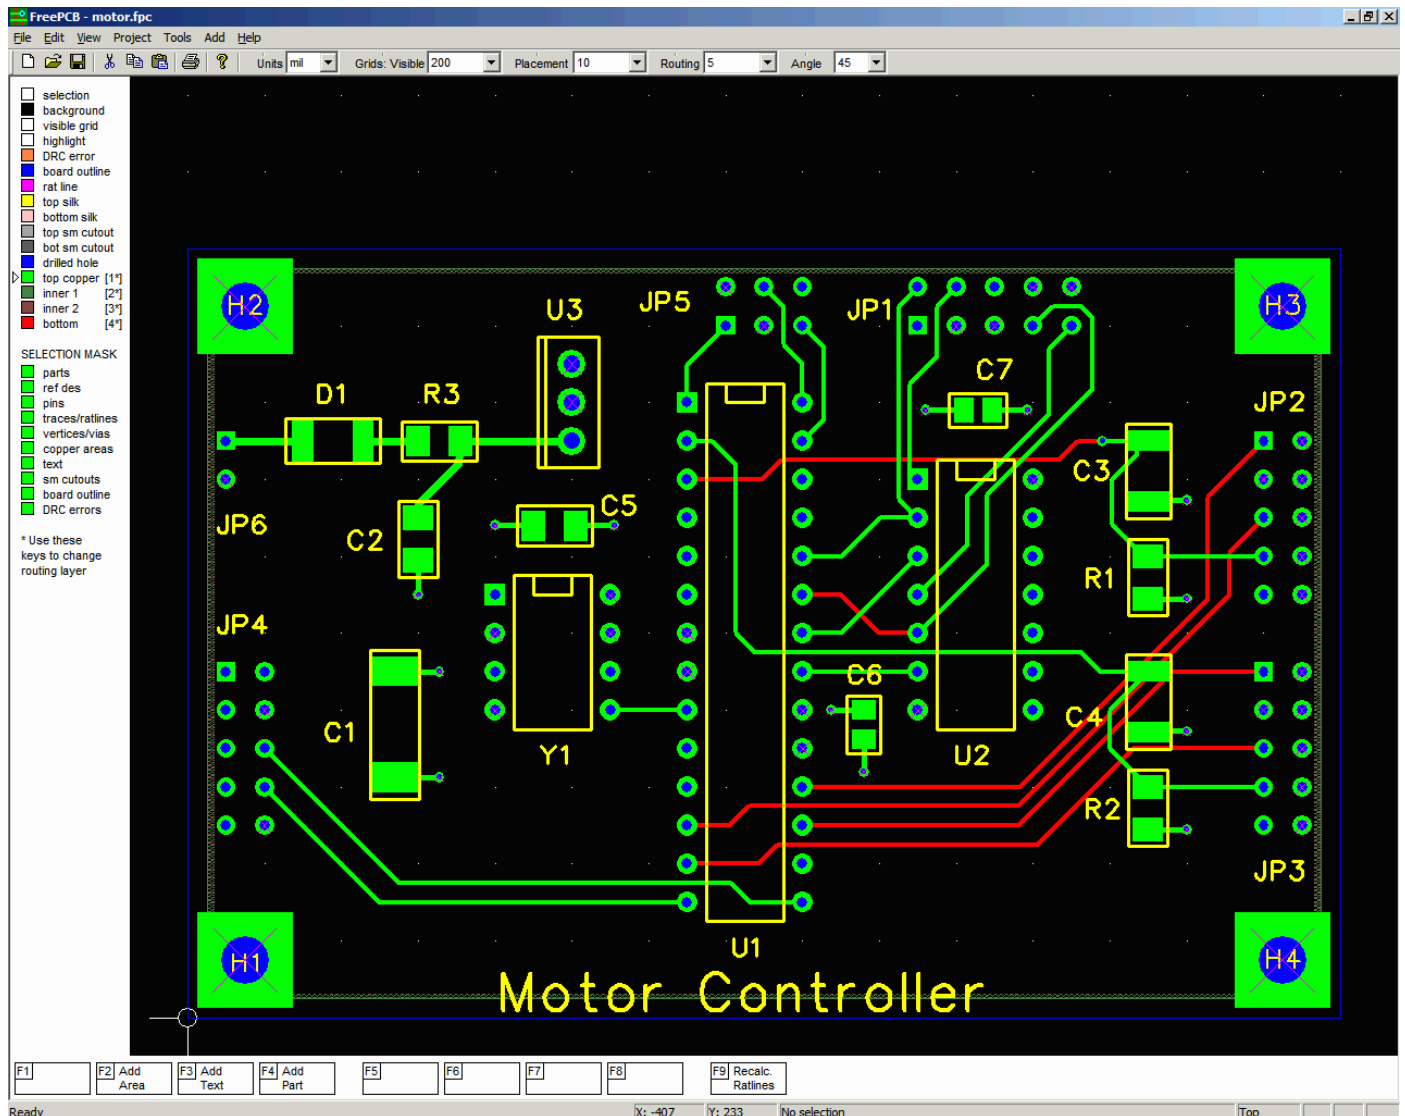 FreePCB - motor.fpc
File Edit View Project Tools Add Help
Units mil Grids: Visible 200 Placement 10 Routing 5 Angle 45
selection
background
visible grid
highlight
DRC error
board outline
rat line
top silk
bottom silk
top sm cutout
bot sm cutout
drilled hole
top copper [1*]
inner 1 [2*]
inner 2 [3*]
bottom [4*]
SELECTION MASK
parts
ref des
pins
traces/ratlines
vertices/vias
copper areas
text
sm cutouts
board outline
DRC errors
* Use these
keys to change
routing layer
H2
U3
JP5
JP1
H3
D1
R3
C7
JP2
C3
JP6
C2
C5
R1
JP4
C6
C1
Y1
U2
C4
R2
JP3
U1
H1
H4
Motor Controller
F1
F2 Add Area
F3 Add Text
F4 Add Part
F5
F6
F7
F8
F9 Recalc. Ratlines
Ready X: -407 Y: 233 No selection Top